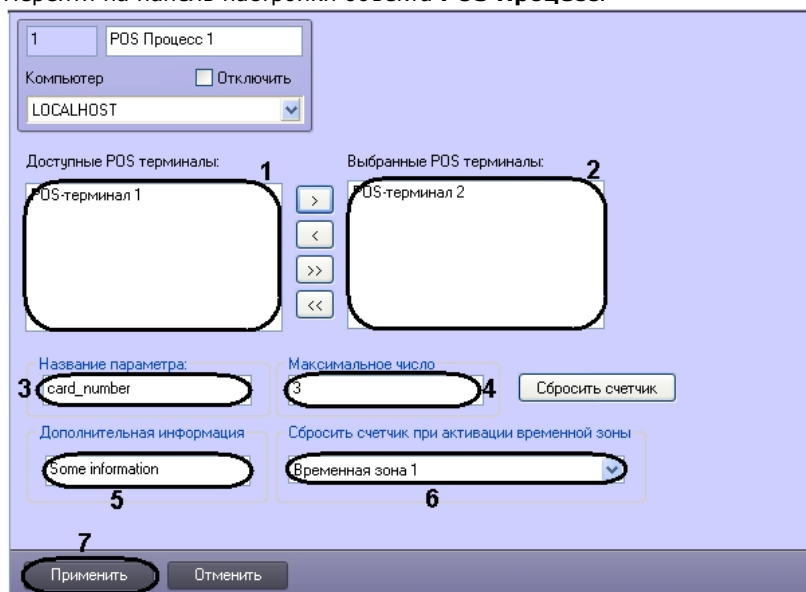 Перейти на панель настройки объекта POS Процесс.
1 POS Процесс 1
Компьютер Отключить
LOCALHOST
Доступные POS терминалы: 1 Выбранные POS терминалы: 2
POS-терминал 1 > POS-терминал 2
<
>>
<<
Название параметра: Максимальное число
3 card_number 3 4 Сбросить счетчик
Дополнительная информация Сбросить счетчик при активации временной зоны
Some information Временная зона 1
5 6
7
Применить Отменить